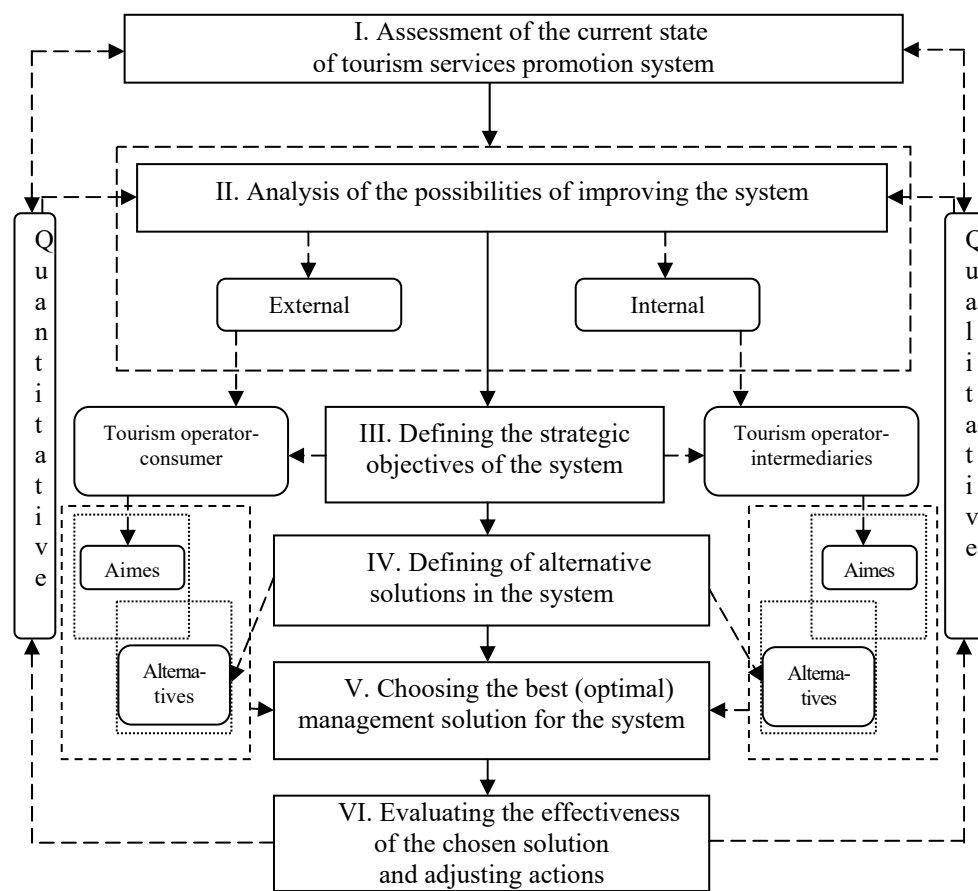 I. Assessment of the current state
of tourism services promotion system
II. Analysis of the possibilities of improving the system
External
Internal
Quantitative
Qualitative
Tourism operator-
consumer
III. Defining the strategic
objectives of the system
Tourism operator-
intermediaries
Aimes
IV. Defining of alternative
solutions in the system
Aimes
Alterna-
tives
V. Choosing the best (optimal)
management solution for the system
Alterna-
tives
VI. Evaluating the effectiveness
of the chosen solution
and adjusting actions